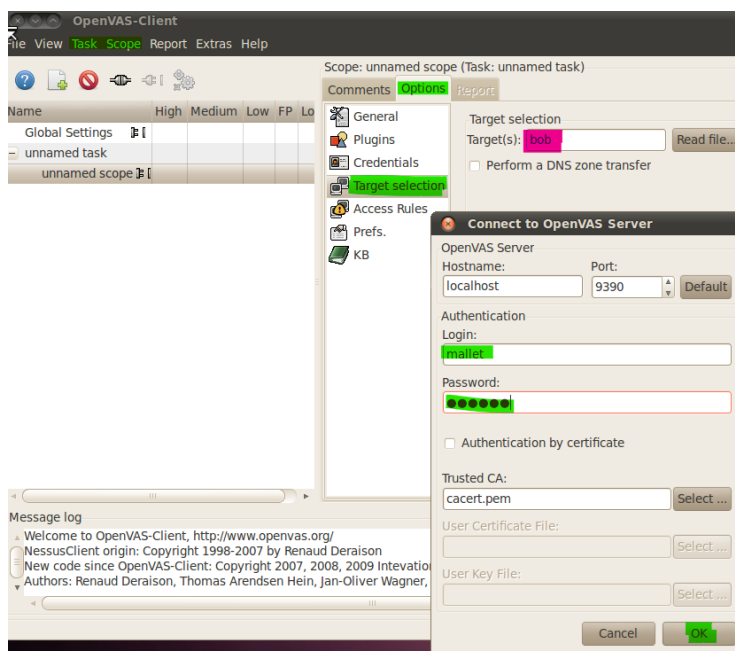 OpenVAS-Client
File View Task Scope Report Extras Help
Name High Medium Low FP Lo
Global Settings
unnamed task
unnamed scope
Scope: unnamed scope (Task: unnamed task)
Comments Options Report
General
Plugins
Credentials
Target selection
Access Rules
Prefs.
KB
Target selection
Target(s): bob Read file...
Perform a DNS zone transfer
Connect to OpenVAS Server
OpenVAS Server
Hostname: Port:
localhost 9390 Default
Authentication
Login:
mallet
Password:
●●●●●●
Authentication by certificate
Trusted CA:
cacert.pem Select ...
User Certificate File:
Select ...
User Key File:
Select ...
Cancel OK
Message log
Welcome to OpenVAS-Client, http://www.openvas.org/
NessusClient origin: Copyright 1998-2007 by Renaud Deraison
New code since OpenVAS-Client: Copyright 2007, 2008, 2009 Intevation
Authors: Renaud Deraison, Thomas Arendsen Hein, Jan-Oliver Wagner,